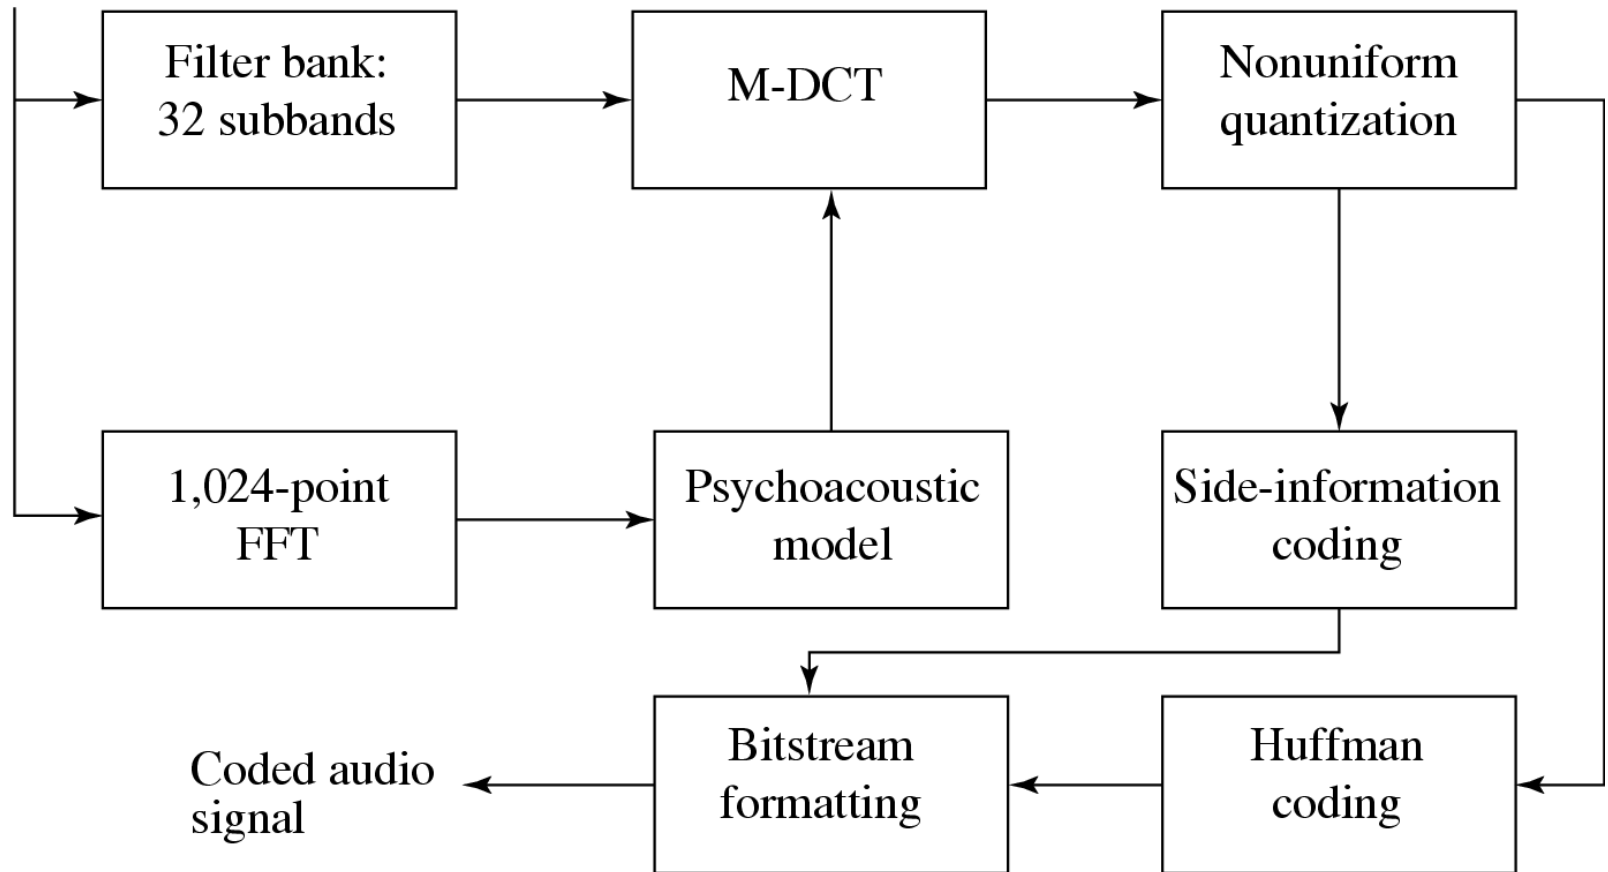 Filter bank:
32 subbands
M-DCT
Nonuniform
quantization
1,024-point
FFT
Psychoacoustic
model
Side-information
coding
Coded audio
signal
Bitstream
formatting
Huffman
coding